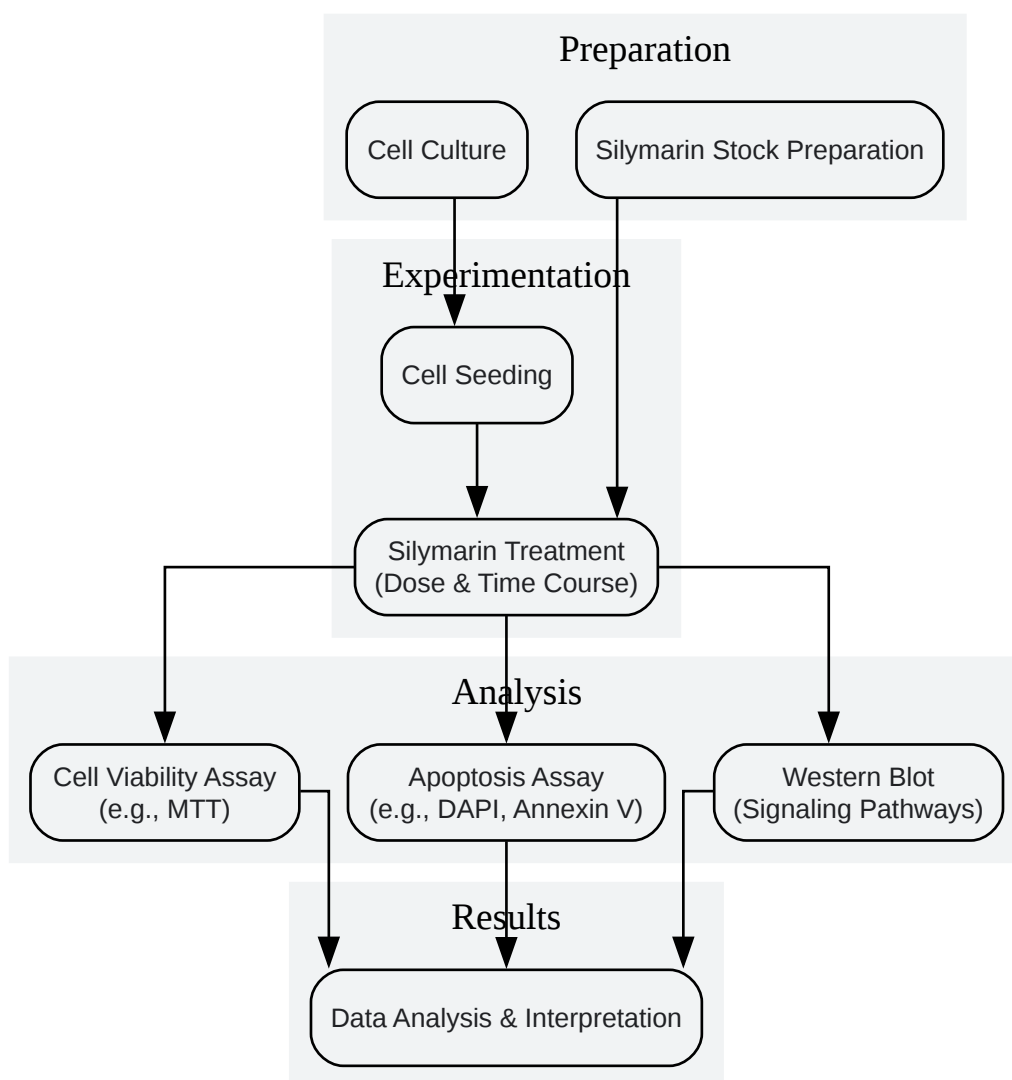 Preparation
Cell Culture
Silymarin Stock Preparation
Experimentation
Cell Seeding
Silymarin Treatment
(Dose & Time Course)
Analysis
Cell Viability Assay
(e.g., MTT)
Apoptosis Assay
(e.g., DAPI, Annexin V)
Western Blot
(Signaling Pathways)
Results
Data Analysis & Interpretation